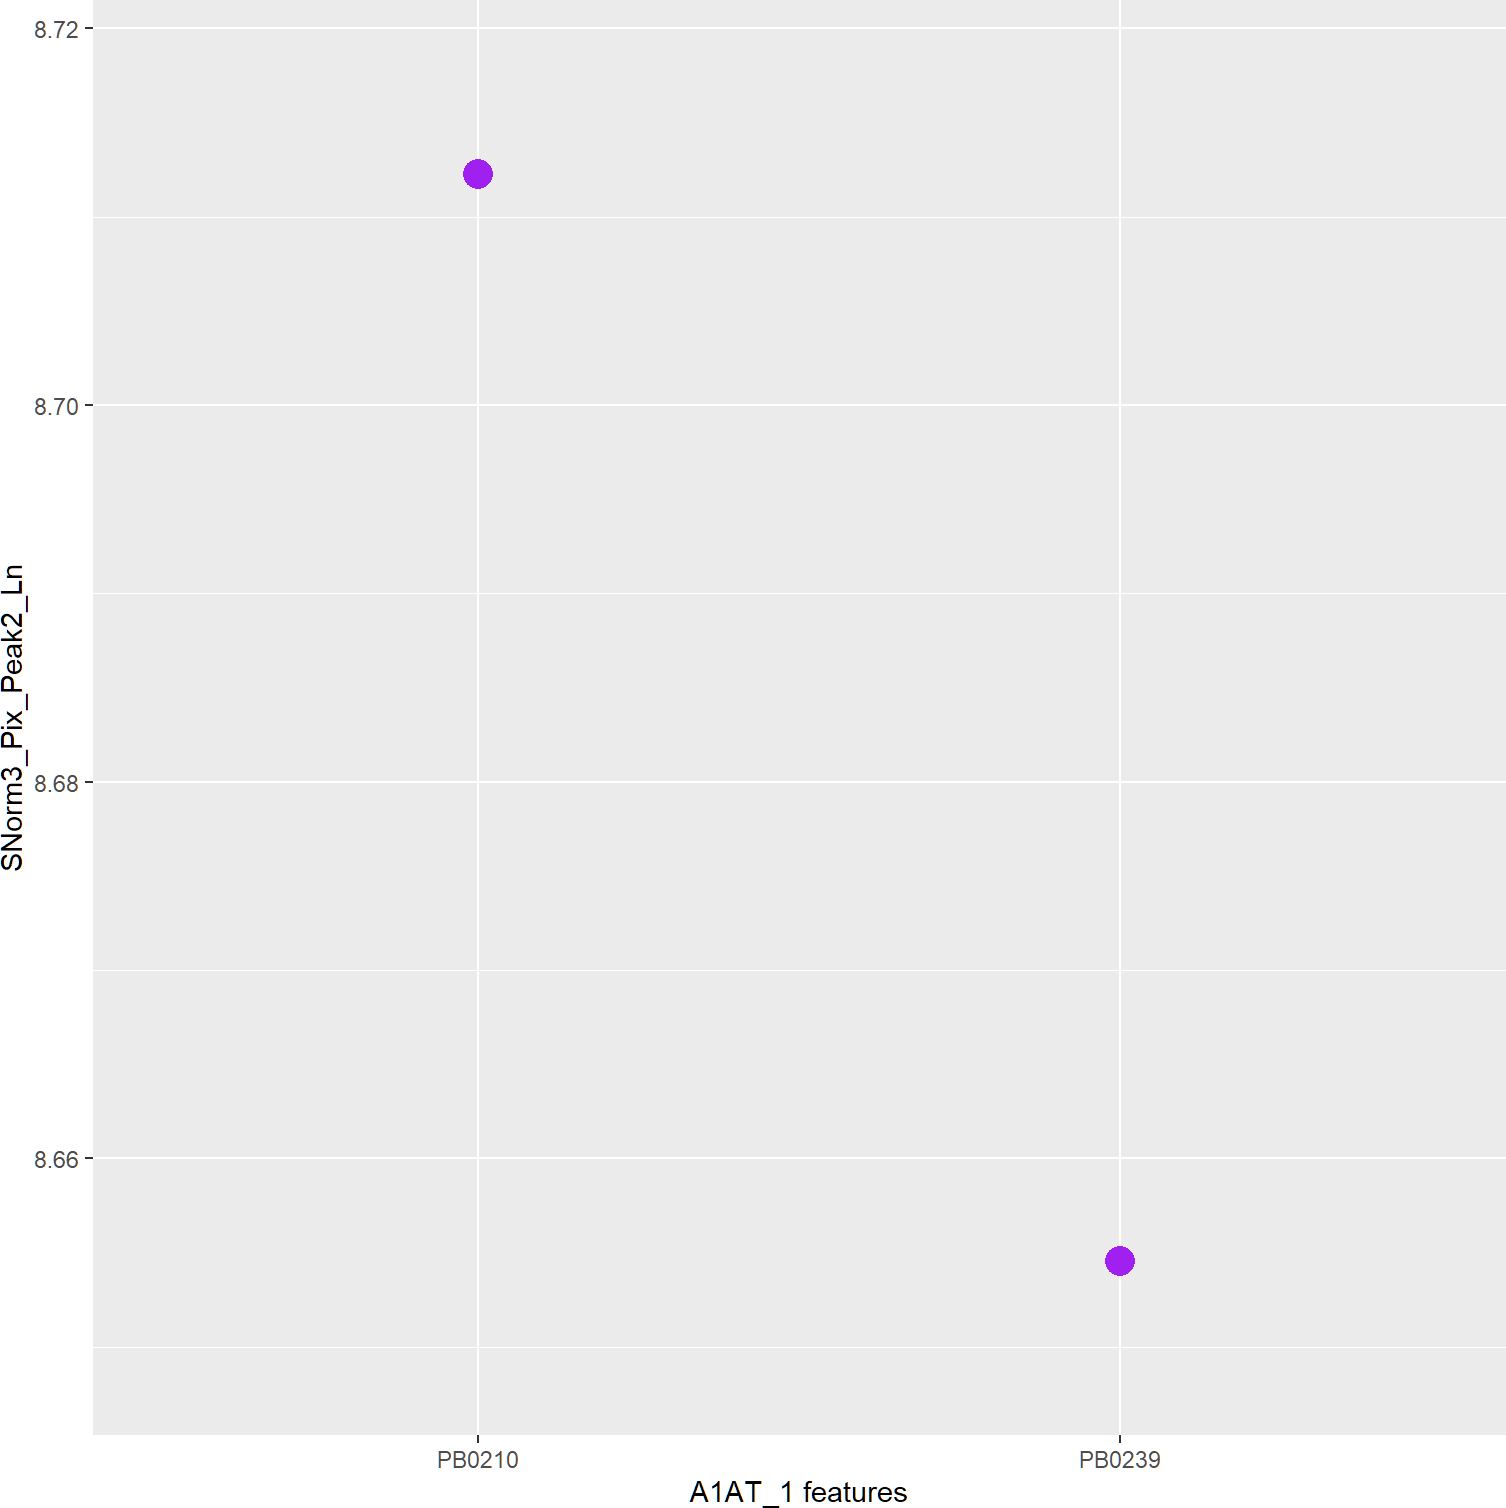 8.72
8.70
8.68
8.66
SNorm3_Pix_Peak2_Ln
PB0210
PB0239
A1AT_1 features